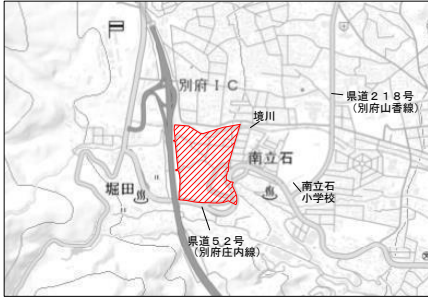 別府IC
境川
県道218号
(別府山香線)
南立石
堀田
南立石
小学校
県道52号
(別府庄内線)